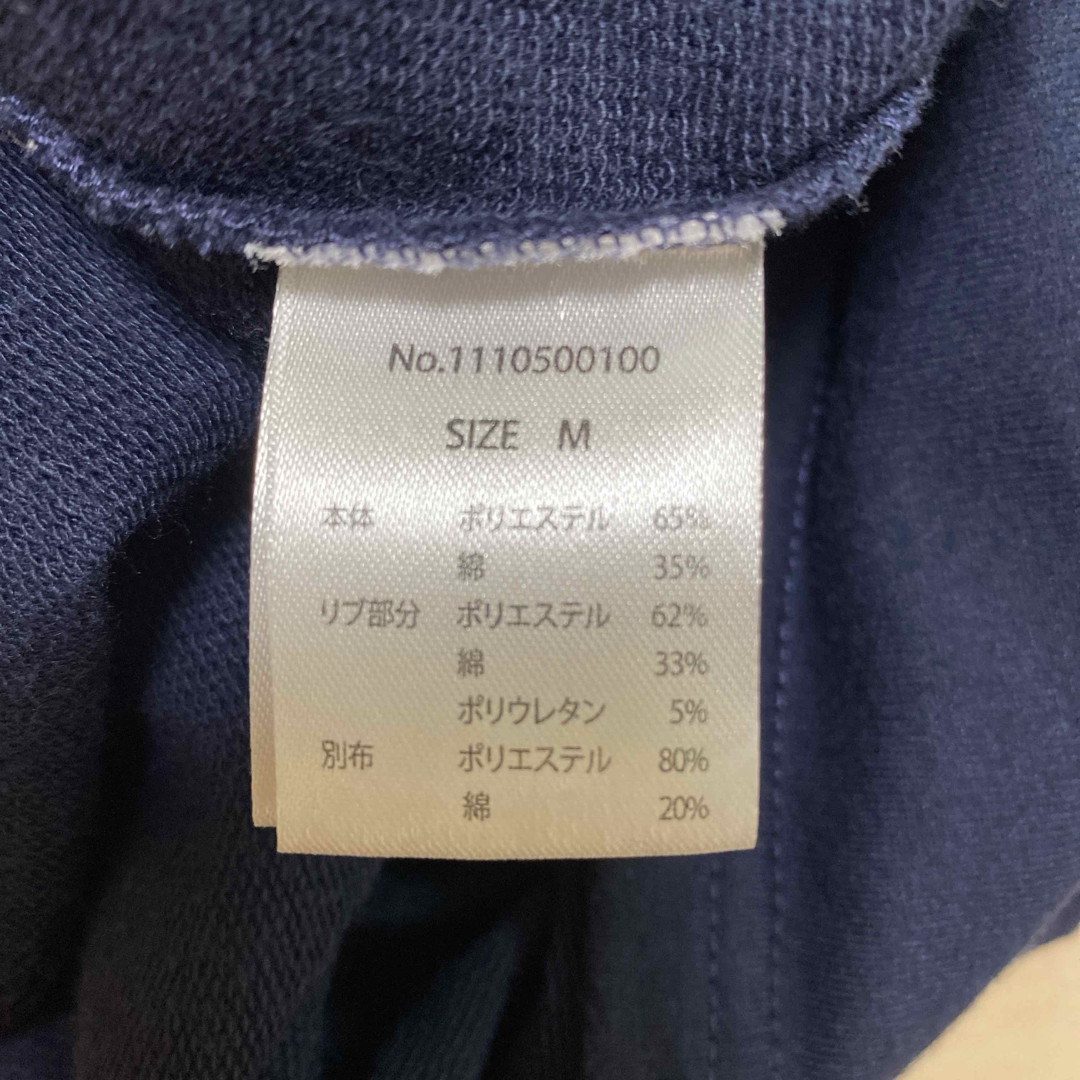 No.1110500100
SIZE M
本体 ポリエステル 65%
綿 35%
リブ部分 ポリエステル 62%
綿 33%
ポリウレタン 5%
別布 ポリエステル 80%
綿 20%